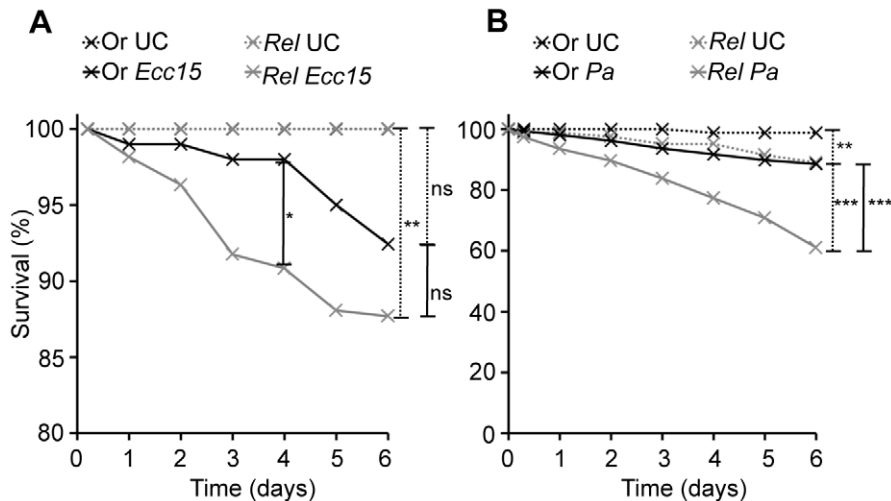 A
Or UC Rel UC
Or Ecc15 Rel Ecc15
Survival (%)
100
95
90
85
80
*
**
ns
ns
0 1 2 3 4 5 6
Time (days)
B
Or UC Rel UC
Or Pa Rel Pa
100
80
60
40
20
0
**
*** ***
0 1 2 3 4 5 6
Time (days)